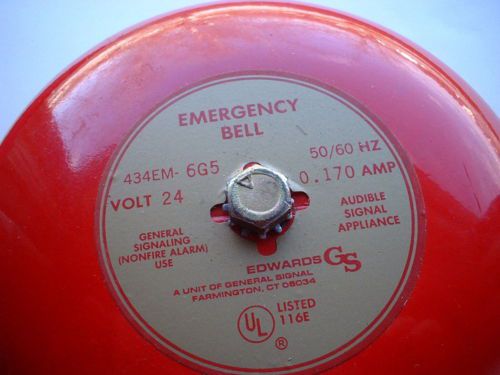 EMERGENCY
BELL
434EM- 6G5
50/60 HZ
VOLT 24
0.170 AMP
GENERAL
SIGNALING
(NONFIRE ALARM)
USE
AUDIBLE
SIGNAL
APPLIANCE
EDWARDS GS
A UNIT OF GENERAL SIGNAL
FARMINGTON, CT 06034
UL LISTED
116E
®